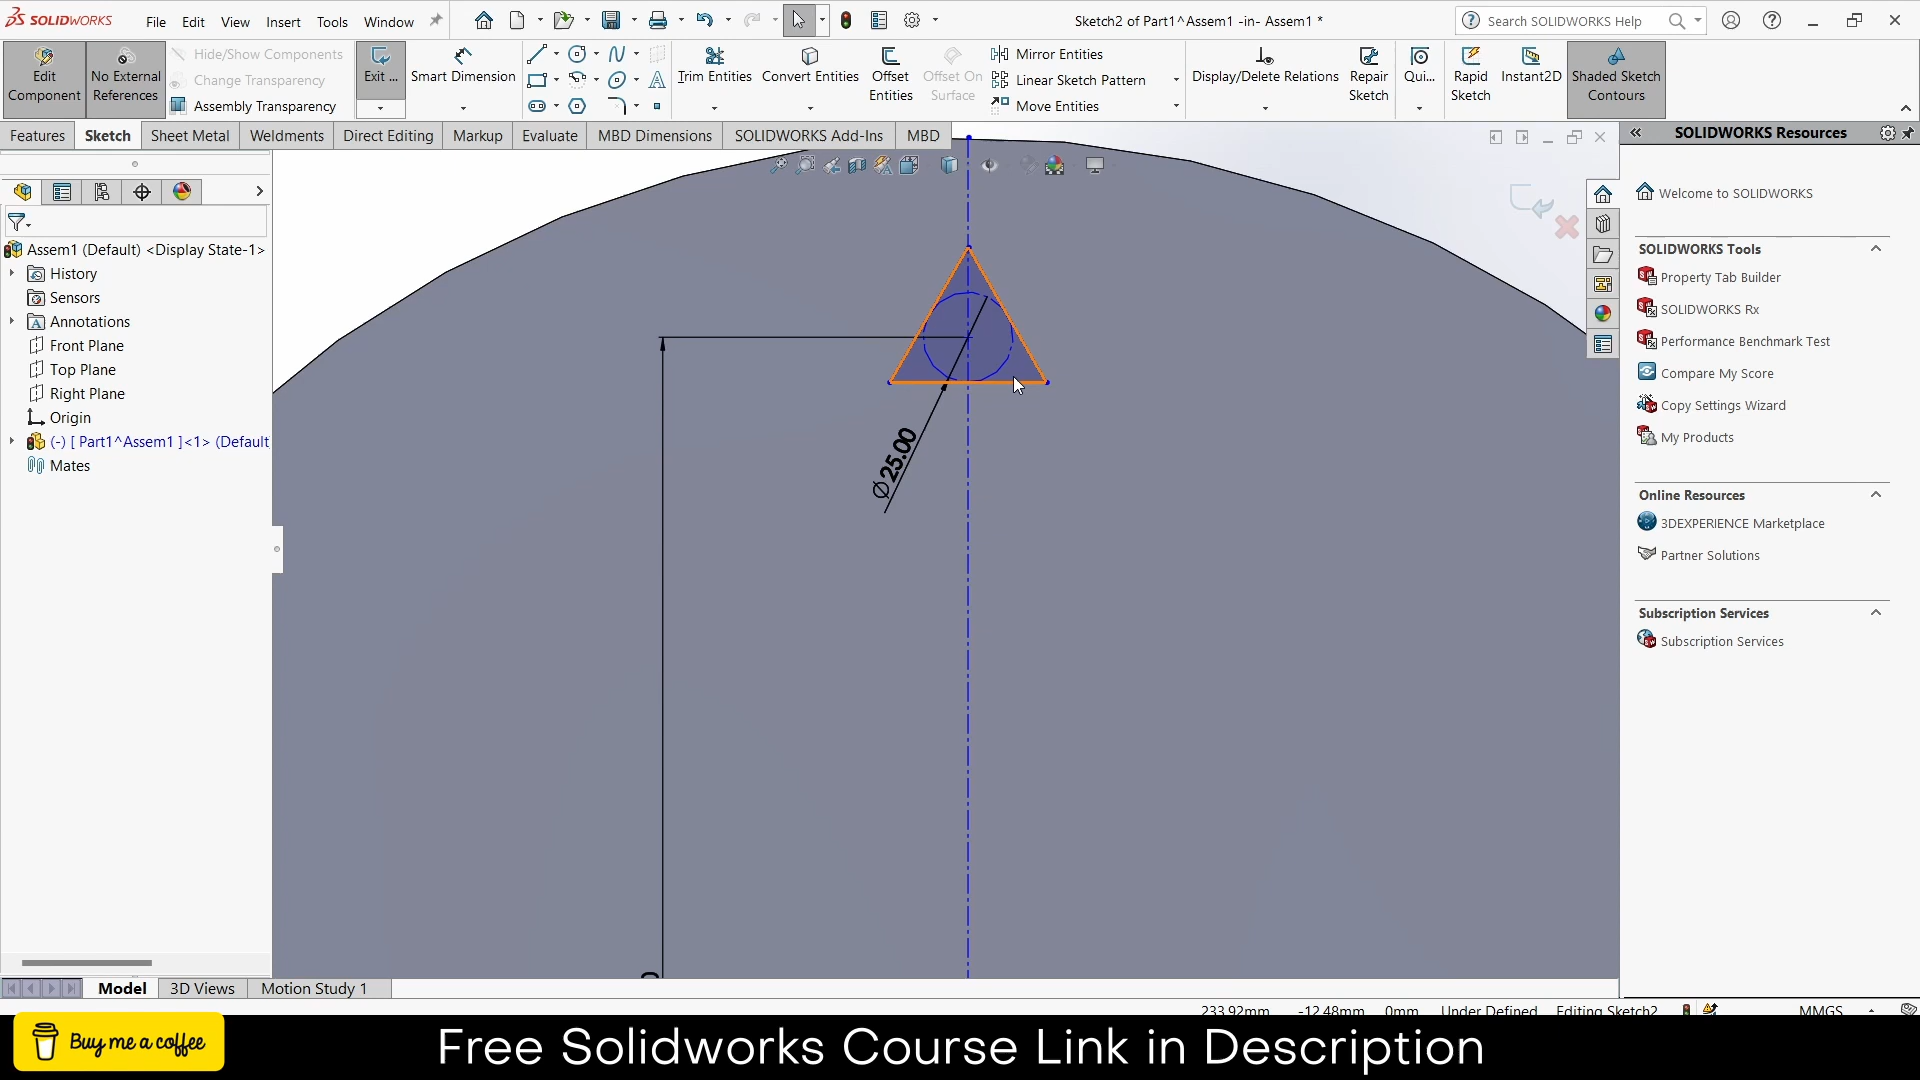 SOLIDWORKS
File
Edit
View
Insert
Tools
Window
Sketch2 of Part1^Assem1 -in- Assem1 *
Search SOLIDWORKS Help
Edit
Component
No External
References
Hide/Show Components
Change Transparency
Assembly Transparency
Exit ...
Smart Dimension
Trim Entities
Convert Entities
Offset
Entities
Offset On
Surface
Mirror Entities
Linear Sketch Pattern
Move Entities
Display/Delete Relations
Repair
Sketch
Qui...
Rapid
Sketch
Instant2D
Shaded Sketch
Contours
Features
Sketch
Sheet Metal
Weldments
Direct Editing
Markup
Evaluate
MBD Dimensions
SOLIDWORKS Add-Ins
MBD
SOLIDWORKS Resources
Assem1 (Default) <Display State-1>
History
Sensors
Annotations
Front Plane
Top Plane
Right Plane
Origin
(-) [ Part1^Assem1 ]<1> (Default
Mates
Ø25.00
Welcome to SOLIDWORKS
SOLIDWORKS Tools
Property Tab Builder
SOLIDWORKS Rx
Performance Benchmark Test
Compare My Score
Copy Settings Wizard
My Products
Online Resources
3DEXPERIENCE Marketplace
Partner Solutions
Subscription Services
Subscription Services
Model
3D Views
Motion Study 1
233.92mm
-12.48mm
0mm
Under Defined
Editing Sketch2
MMGS
Buy me a coffee
Free Solidworks Course Link in Description